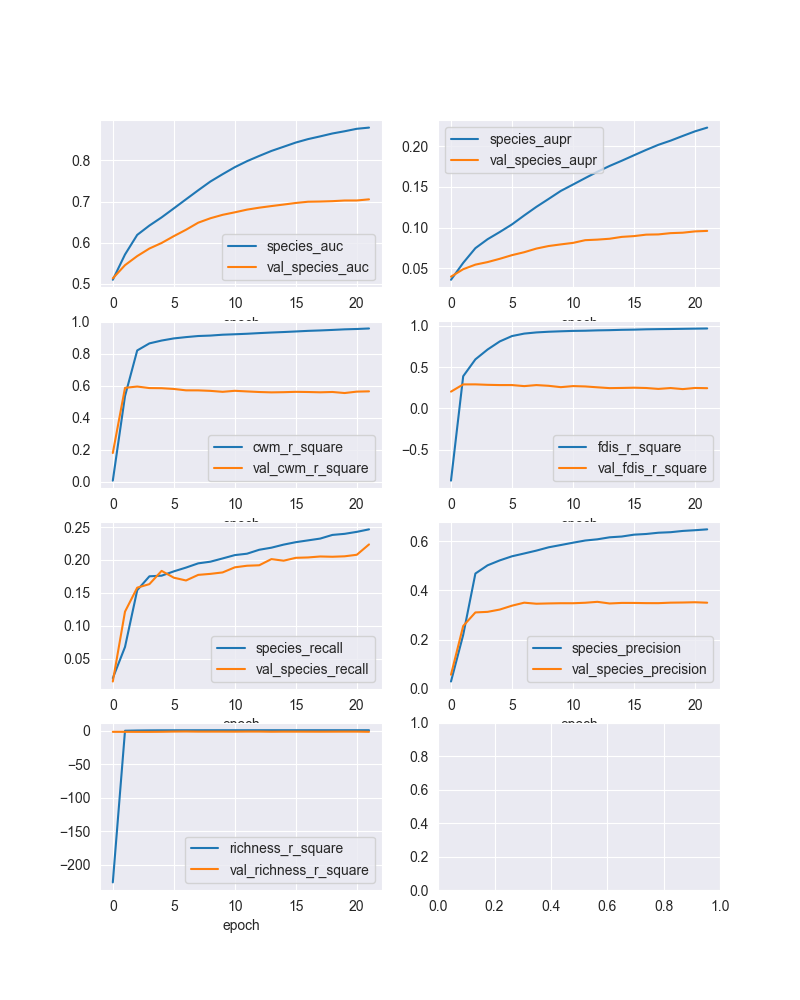 0.8
0.7
0.6
0.5
species_auc
val_species_auc
0 5 10 15 20
0.20
0.15
0.10
0.05
species_aupr
val_species_aupr
0 5 10 15 20
1.0
0.8
0.6
0.4
0.2
0.0
cwm_r_square
val_cwm_r_square
0 5 10 15 20
1.0
0.5
0.0
−0.5
fdis_r_square
val_fdis_r_square
0 5 10 15 20
0.25
0.20
0.15
0.10
0.05
species_recall
val_species_recall
0 5 10 15 20
0.6
0.4
0.2
0.0
species_precision
val_species_precision
0 5 10 15 20
0
−50
−100
−150
−200
richness_r_square
val_richness_r_square
0 5 10 15 20
epoch
1.0
0.8
0.6
0.4
0.2
0.0
0.0 0.2 0.4 0.6 0.8 1.0